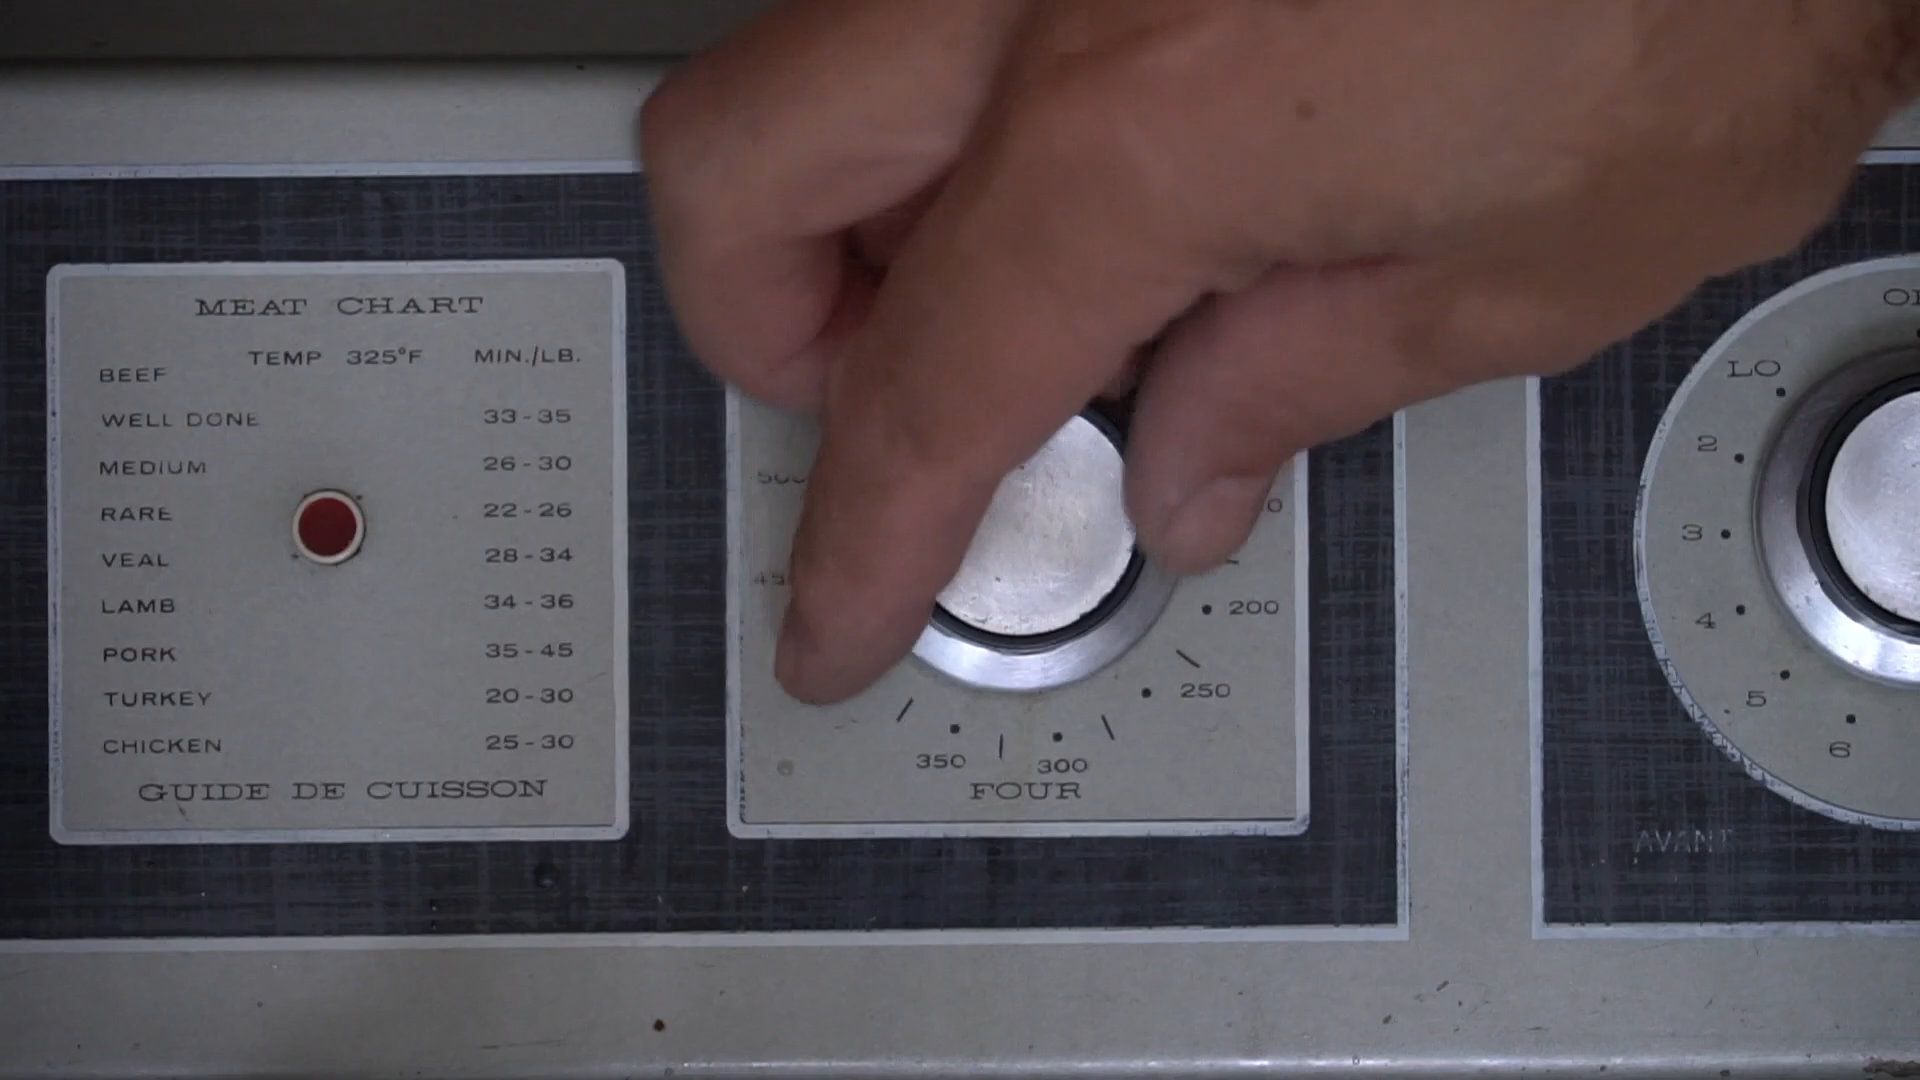 MEAT CHART
TEMP 325°F MIN./LB.
BEEF
WELL DONE 33-35
MEDIUM 26-30
RARE 22-26
VEAL 28-34
LAMB 34-36
PORK 35-45
TURKEY 20-30
CHICKEN 25-30
GUIDE DE CUISSON
200
250
300
350
FOUR
LO
2
3
4
5
6
AVANT